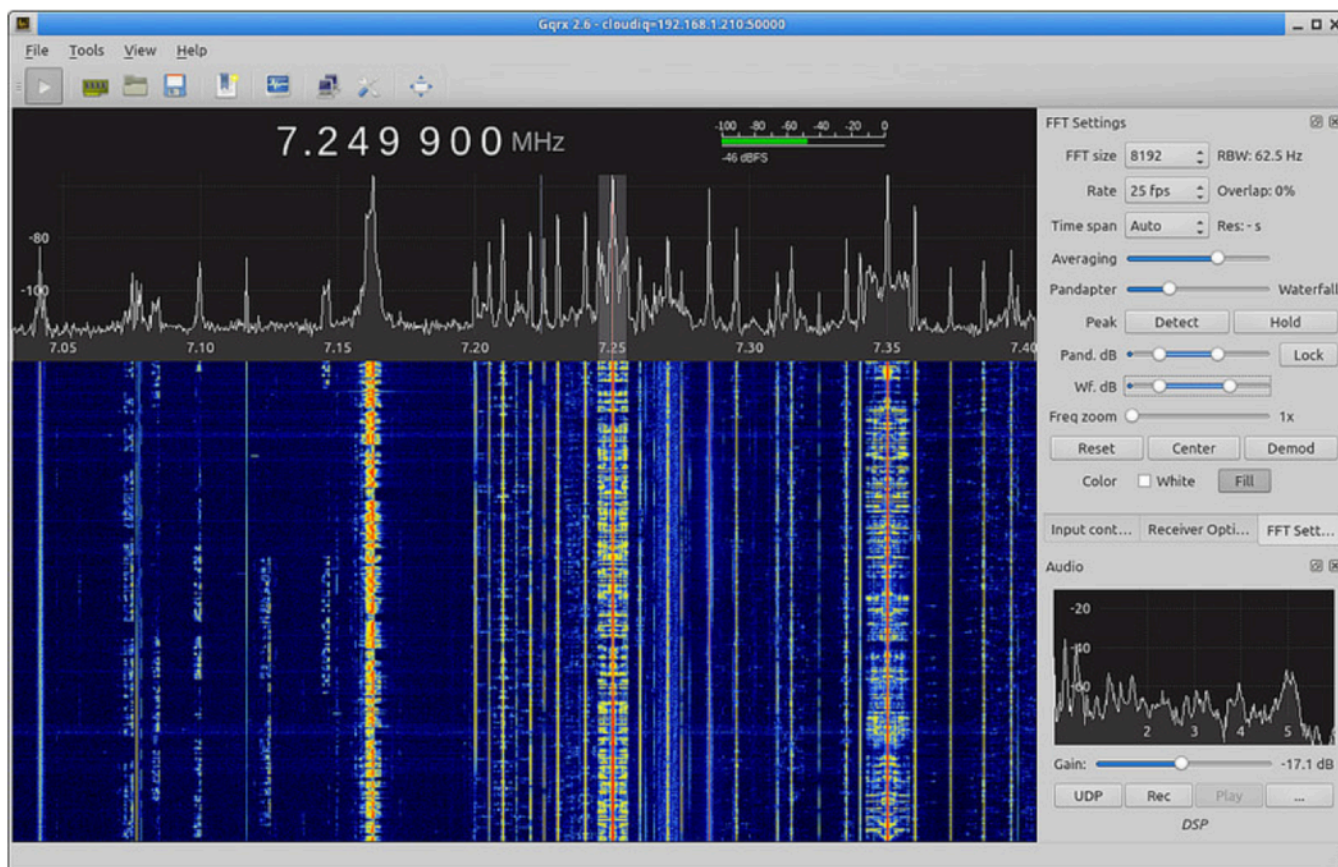 Gqrx 2.6 - cloudiq=192.168.1.210:50000
File Tools View Help
7.249 900 MHz
-100 -80 -60 -40 -20 0
-46 dBFS
-80
-100
7.05 7.10 7.15 7.20 7.25 7.30 7.35 7.40
FFT Settings
FFT size 8192 RBW: 62.5 Hz
Rate 25 fps Overlap: 0%
Time span Auto Res: - s
Averaging
Pandapter Waterfall
Peak Detect Hold
Pand. dB Lock
Wf. dB
Freq zoom 1x
Reset Center Demod
Color White Fill
Input cont... Receiver Opti... FFT Sett...
Audio
-20
-40
-60
2 3 4 5
Gain: -17.1 dB
UDP Rec Play ...
DSP